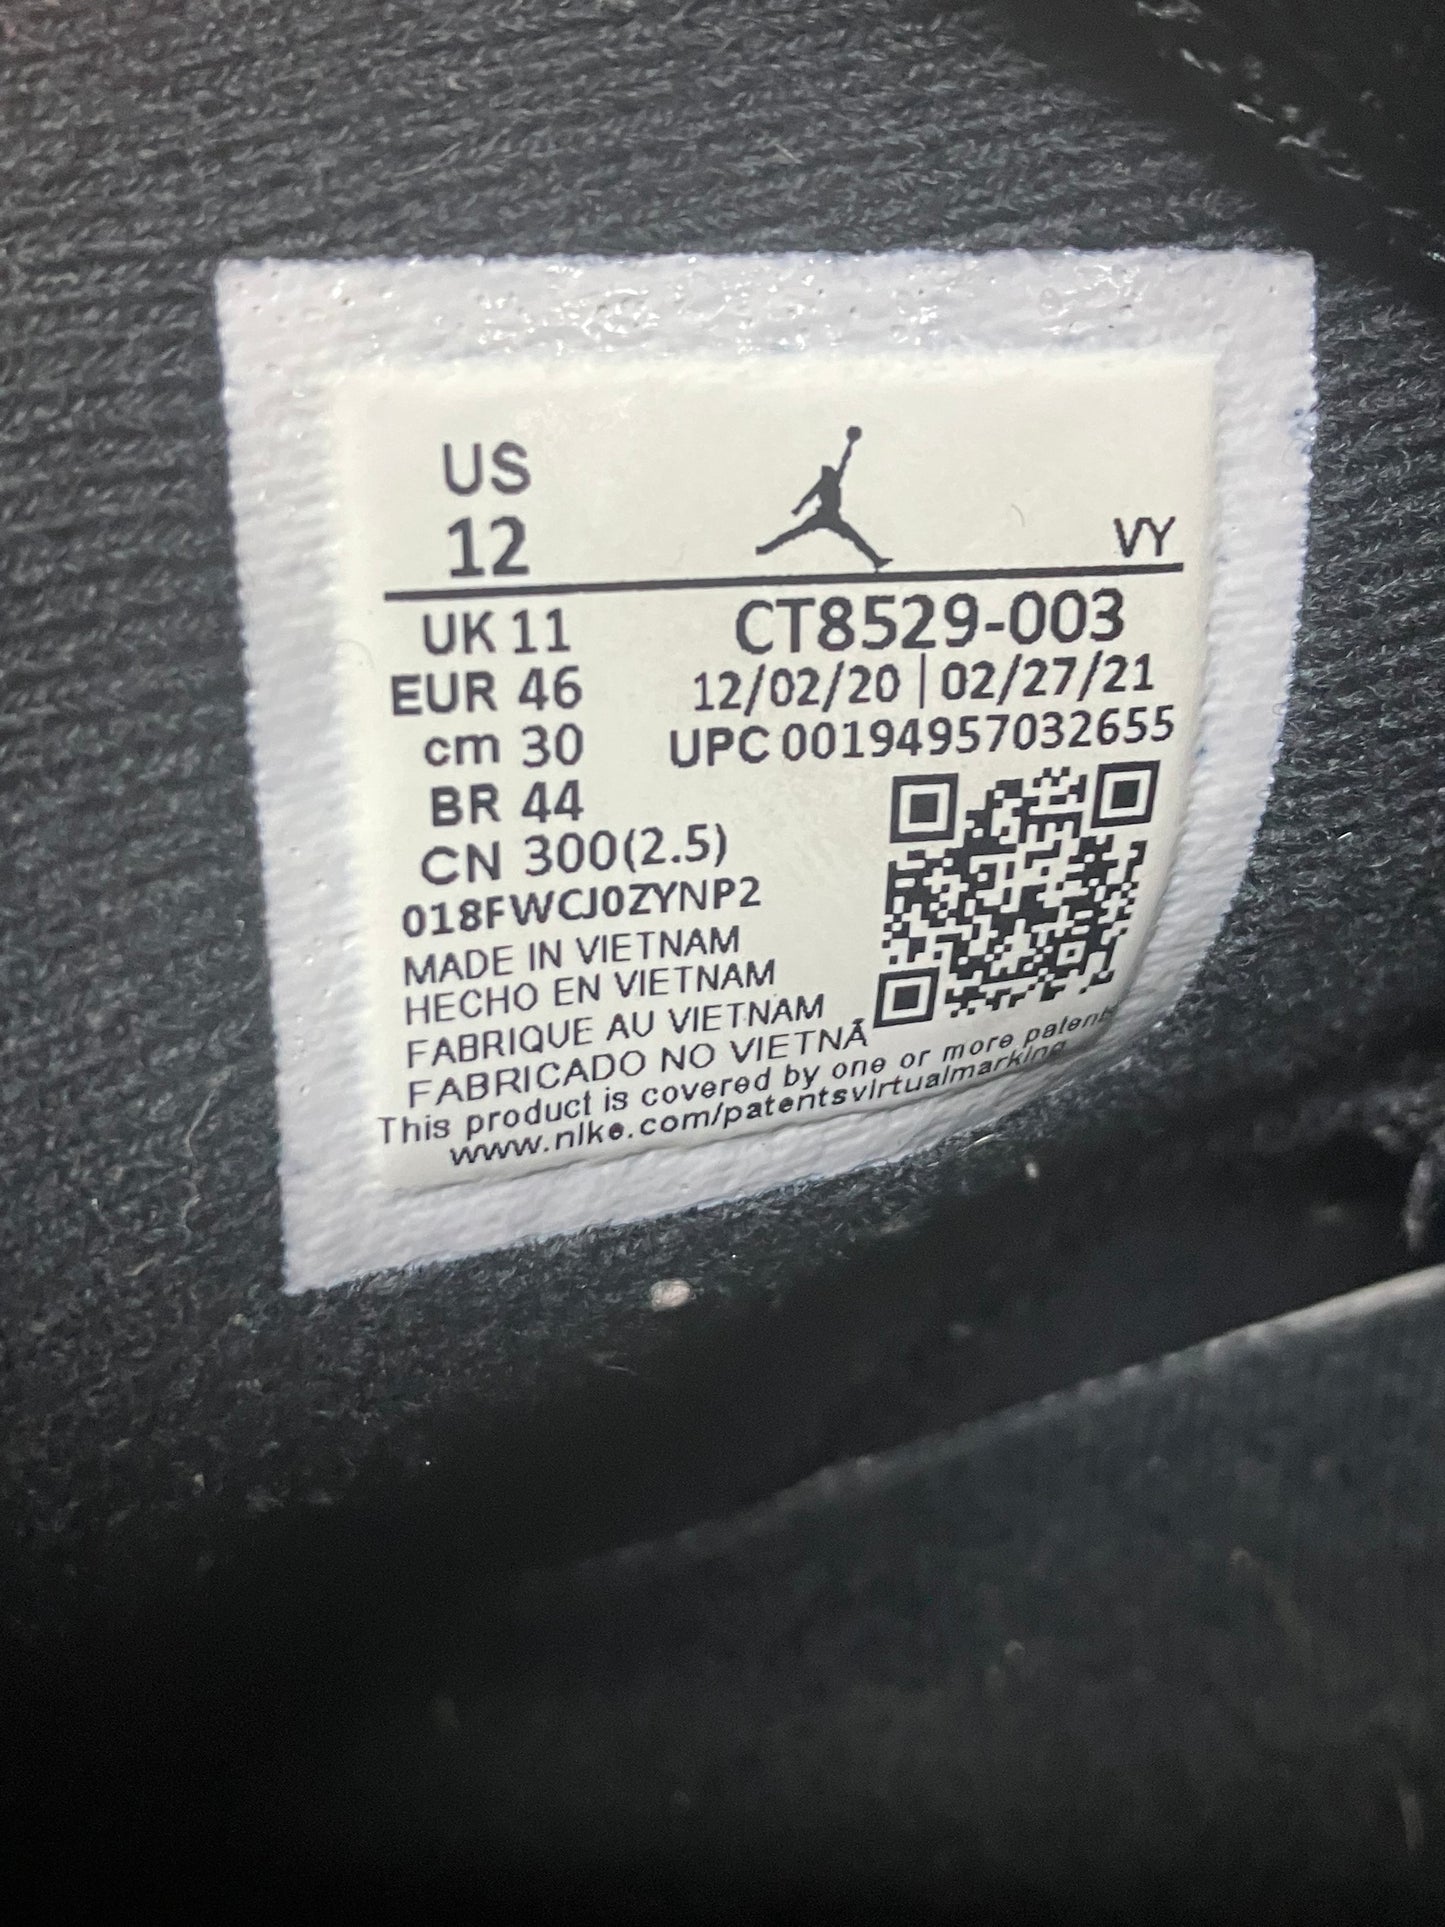 US
12
VY
UK 11
CT8529-003
EUR 46
12/02/20 | 02/27/21
cm 30
UPC 00194957032655
BR 44
CN 300(2.5)
018FWCJ0ZYNP2
MADE IN VIETNAM
HECHO EN VIETNAM
FABRIQUE AU VIETNAM
FABRICADO NO VIETNÃ
This product is covered by one or more patents
www.nike.com/patentsvirtualmarking